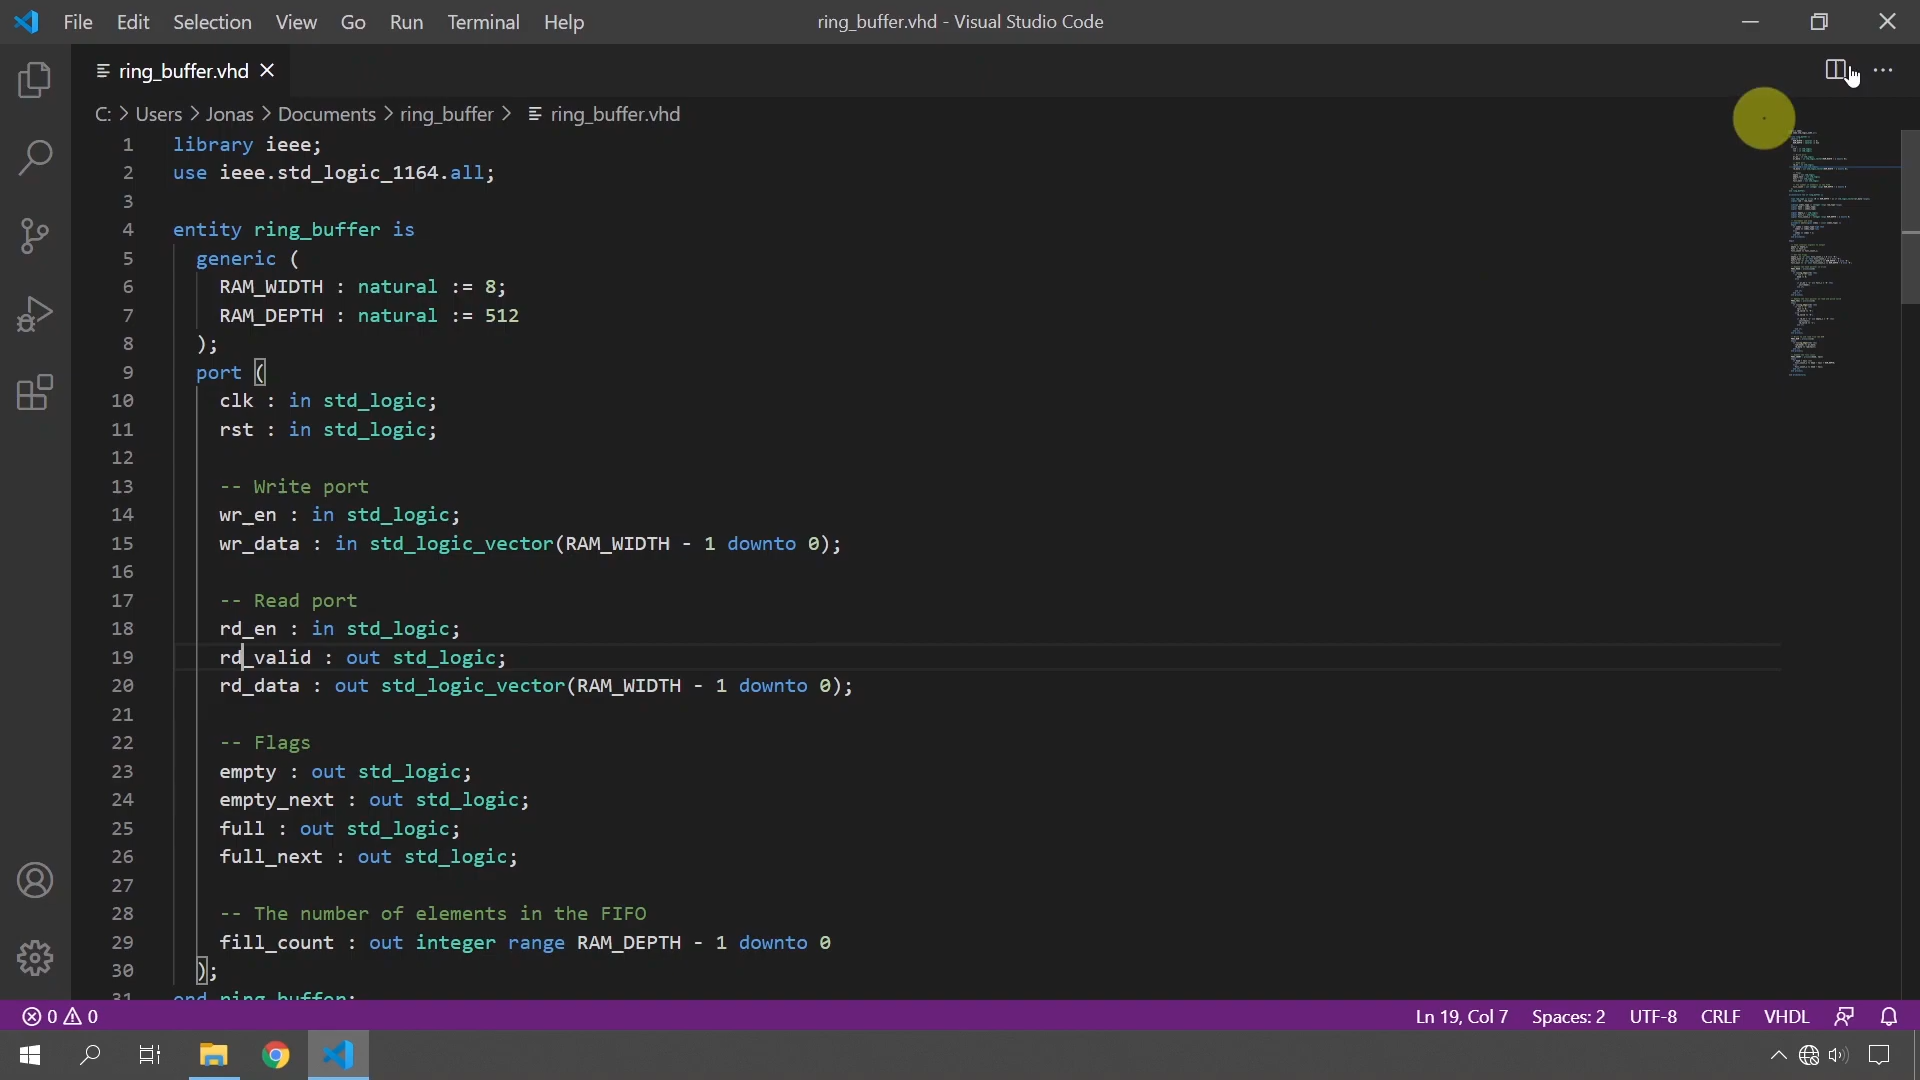 File Edit Selection View Go Run Terminal Help ring_buffer.vhd - Visual Studio Code
ring_buffer.vhd
C: > Users > Jonas > Documents > ring_buffer > ring_buffer.vhd
1 library ieee;
2 use ieee.std_logic_1164.all;
3
4 entity ring_buffer is
5 generic (
6 RAM_WIDTH : natural := 8;
7 RAM_DEPTH : natural := 512
8 );
9 port (
10 clk : in std_logic;
11 rst : in std_logic;
12
13 -- Write port
14 wr_en : in std_logic;
15 wr_data : in std_logic_vector(RAM_WIDTH - 1 downto 0);
16
17 -- Read port
18 rd_en : in std_logic;
19 rd_valid : out std_logic;
20 rd_data : out std_logic_vector(RAM_WIDTH - 1 downto 0);
21
22 -- Flags
23 empty : out std_logic;
24 empty_next : out std_logic;
25 full : out std_logic;
26 full_next : out std_logic;
27
28 -- The number of elements in the FIFO
29 fill_count : out integer range RAM_DEPTH - 1 downto 0
30 );
31 end ring_buffer;
0 0 Ln 19, Col 7 Spaces: 2 UTF-8 CRLF VHDL